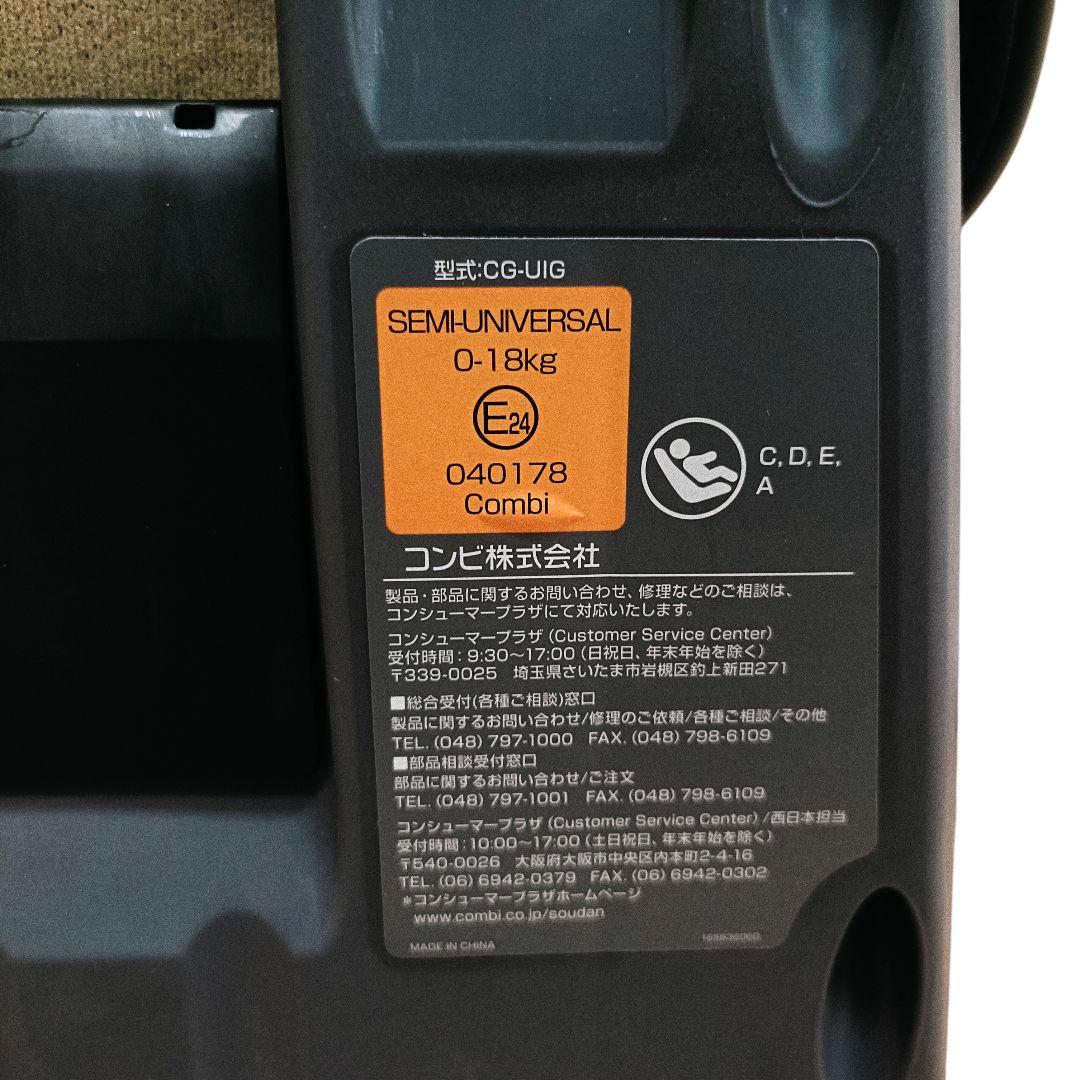 型式:CG-UIG
SEMI-UNIVERSAL
0-18kg
E24
040178
Combi
C, D, E,
A
コンビ株式会社
製品・部品に関するお問い合わせ、修理などのご相談は、
コンシューマープラザにて対応いたします。
コンシューマープラザ (Customer Service Center)
受付時間：9:30～17:00 (日祝日、年末年始を除く)
〒339-0025 埼玉県さいたま市岩槻区釣上新田271
■総合受付(各種ご相談)窓口
製品に関するお問い合わせ/修理のご依頼/各種ご相談/その他
TEL. (048) 797-1000 FAX. (048) 798-6109
■部品相談受付窓口
部品に関するお問い合わせ/ご注文
TEL. (048) 797-1001 FAX. (048) 798-6109
コンシューマープラザ (Customer Service Center) /西日本担当
受付時間：10:00～17:00 (土日祝日、年末年始を除く)
〒540-0026 大阪府大阪市中央区内本町2-4-16
TEL. (06) 6942-0379 FAX. (06) 6942-0302
＊コンシューマープラザホームページ
www.combi.co.jp/soudan
MADE IN CHINA